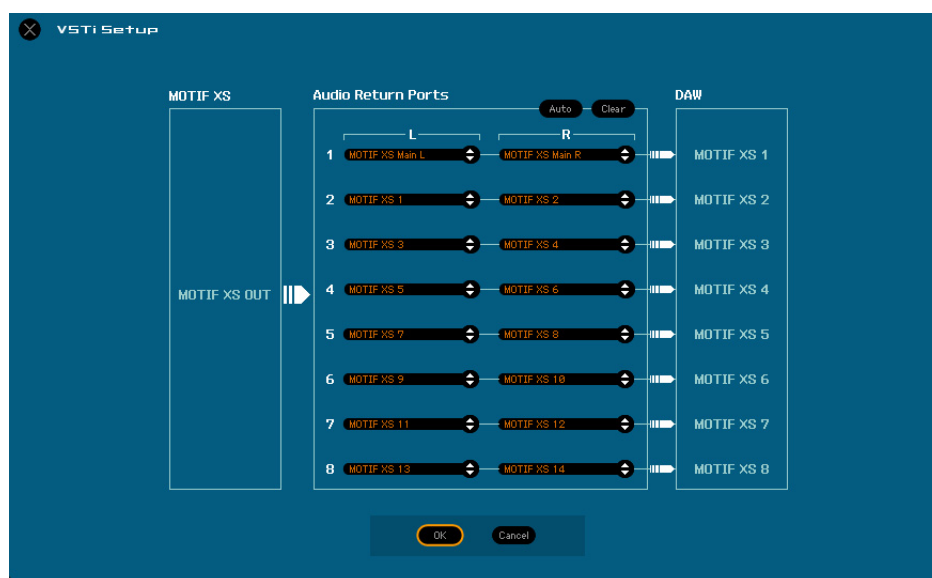 VSTi Setup
MOTIF XS Audio Return Ports DAW
Auto Clear
L R
1 MOTIF XS Main L MOTIF XS Main R MOTIF XS 1
2 MOTIF XS 1 MOTIF XS 2 MOTIF XS 2
3 MOTIF XS 3 MOTIF XS 4 MOTIF XS 3
4 MOTIF XS 5 MOTIF XS 6 MOTIF XS 4
MOTIF XS OUT
5 MOTIF XS 7 MOTIF XS 8 MOTIF XS 5
6 MOTIF XS 9 MOTIF XS 10 MOTIF XS 6
7 MOTIF XS 11 MOTIF XS 12 MOTIF XS 7
8 MOTIF XS 13 MOTIF XS 14 MOTIF XS 8
OK Cancel